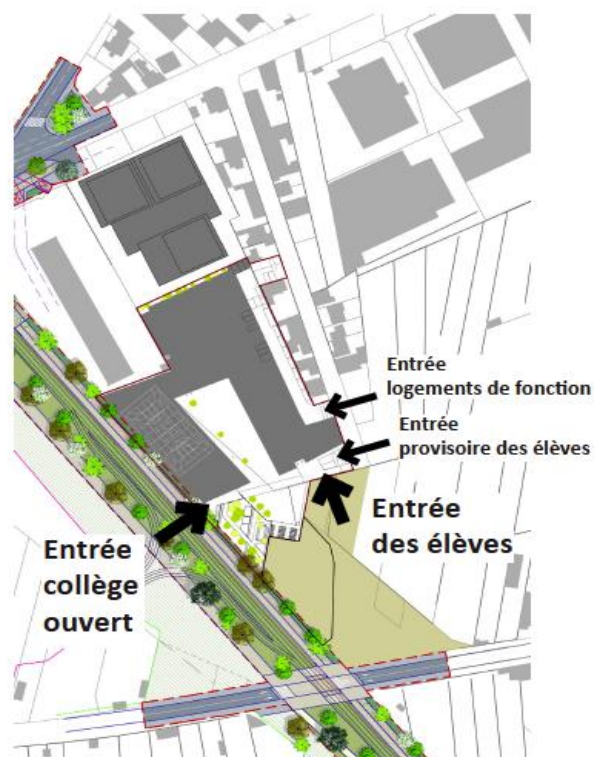 Entrée
logements de fonction
Entrée
provisoire des élèves
Entrée
des élèves
Entrée
collège
ouvert